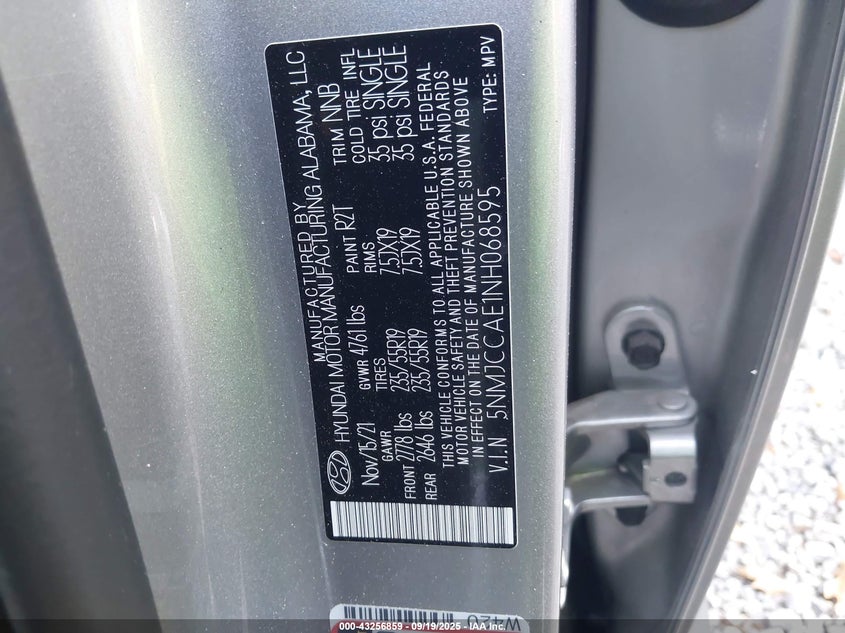 MANUFACTURED BY
HYUNDAI MOTOR MANUFACTURING ALABAMA, LLC
Nov/15/21 GVWR 4761 lbs PAINT R2T TRIM NNB
GAWR TIRES RIMS COLD TIRE INFL
FRONT 2778 lbs 235/55R19 7.5JX19 35 psi SINGLE
REAR 2646 lbs 235/55R19 7.5JX19 35 psi SINGLE
THIS VEHICLE CONFORMS TO ALL APPLICABLE U.S.A. FEDERAL
MOTOR VEHICLE SAFETY AND THEFT PREVENTION STANDARDS
IN EFFECT ON THE DATE OF MANUFACTURE SHOWN ABOVE
V.I.N 5NMJCCAE1NH068595 TYPE: MPV
W420
000-43256859 - 09/19/2025 - IAA Inc.